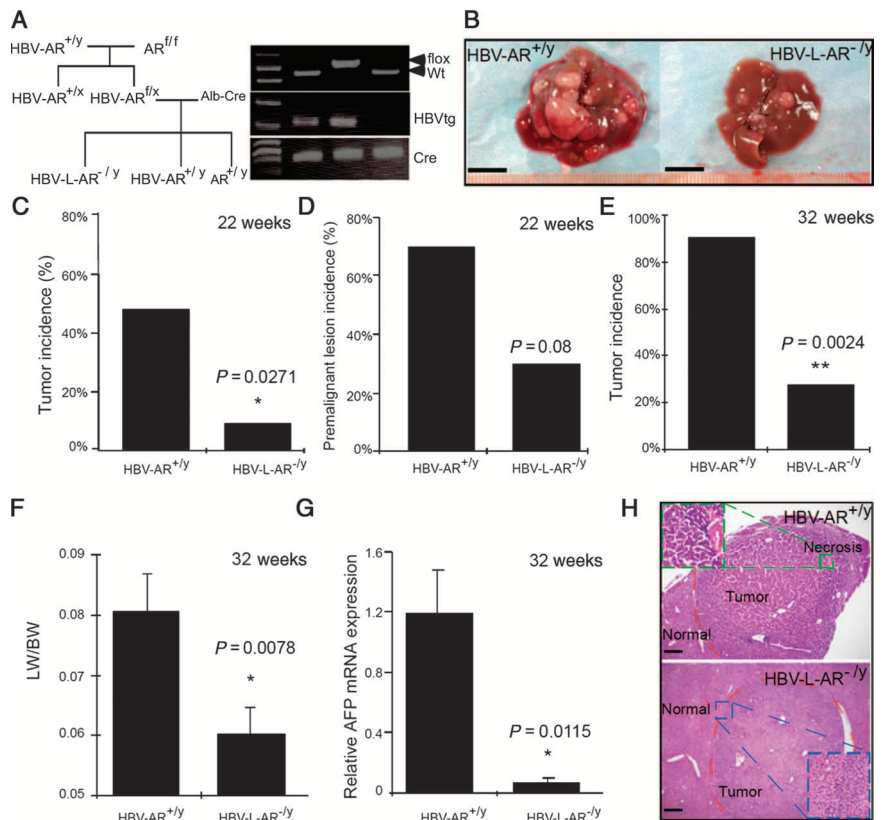 A
HBV-AR+/y
ARf/f
HBV-AR+/x
HBV-ARf/x
Alb-Cre
HBV-L-AR-/y
HBV-AR+/y
AR+/y
flox
Wt
HBVtg
Cre
B
HBV-AR+/y
HBV-L-AR-/y
C
22 weeks
Tumor incidence (%)
80%
60%
40%
20%
0%
P = 0.0271
*
HBV-AR+/y
HBV-L-AR-/y
D
22 weeks
Premalignant lesion incidence (%)
80%
60%
40%
20%
0%
P = 0.08
HBV-AR+/y
HBV-L-AR-/y
E
32 weeks
Tumor incidence
100%
80%
60%
40%
20%
0%
P = 0.0024
**
HBV-AR+/y
HBV-L-AR-/y
F
32 weeks
LW/BW
0.09
0.08
0.07
0.06
0.05
P = 0.0078
*
HBV-AR+/y
HBV-L-AR-/y
G
32 weeks
Relative AFP mRNA expression
1.6
1.2
0.8
0.4
0
P = 0.0115
*
HBV-AR+/y
HBV-L-AR-/y
H
HBV-AR+/y
Necrosis
Tumor
Normal
HBV-L-AR-/y
Normal
Tumor